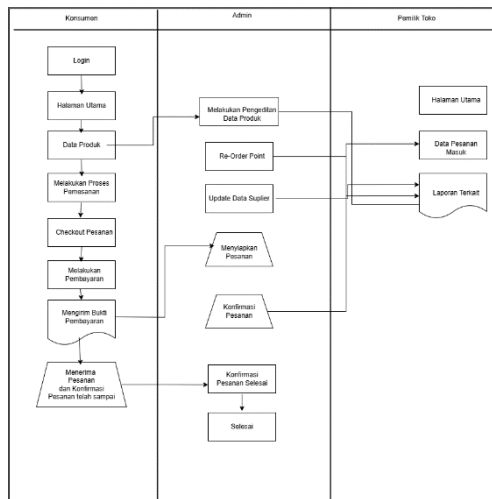 Konsumen
Admin
Pemilik Toko
Login
Halaman Utama
Data Produk
Melakukan Proses
Pemesanan
Checkout Pesanan
Melakukan
Pembayaran
Mengirim Bukti
Pembayaran
Menerima
Pesanan
dan Konfirmasi
Pesanan telah sampai
Melakukan Pengedilan
Data Produk
Re-Order Point
Update Data Suplier
Menyiapkan
Pesanan
Konfirmasi
Pesanan
Konfirmasi
Pesanan Selesai
Selesai
Halaman Utama
Data Pesanan
Masuk
Laporan Terkait